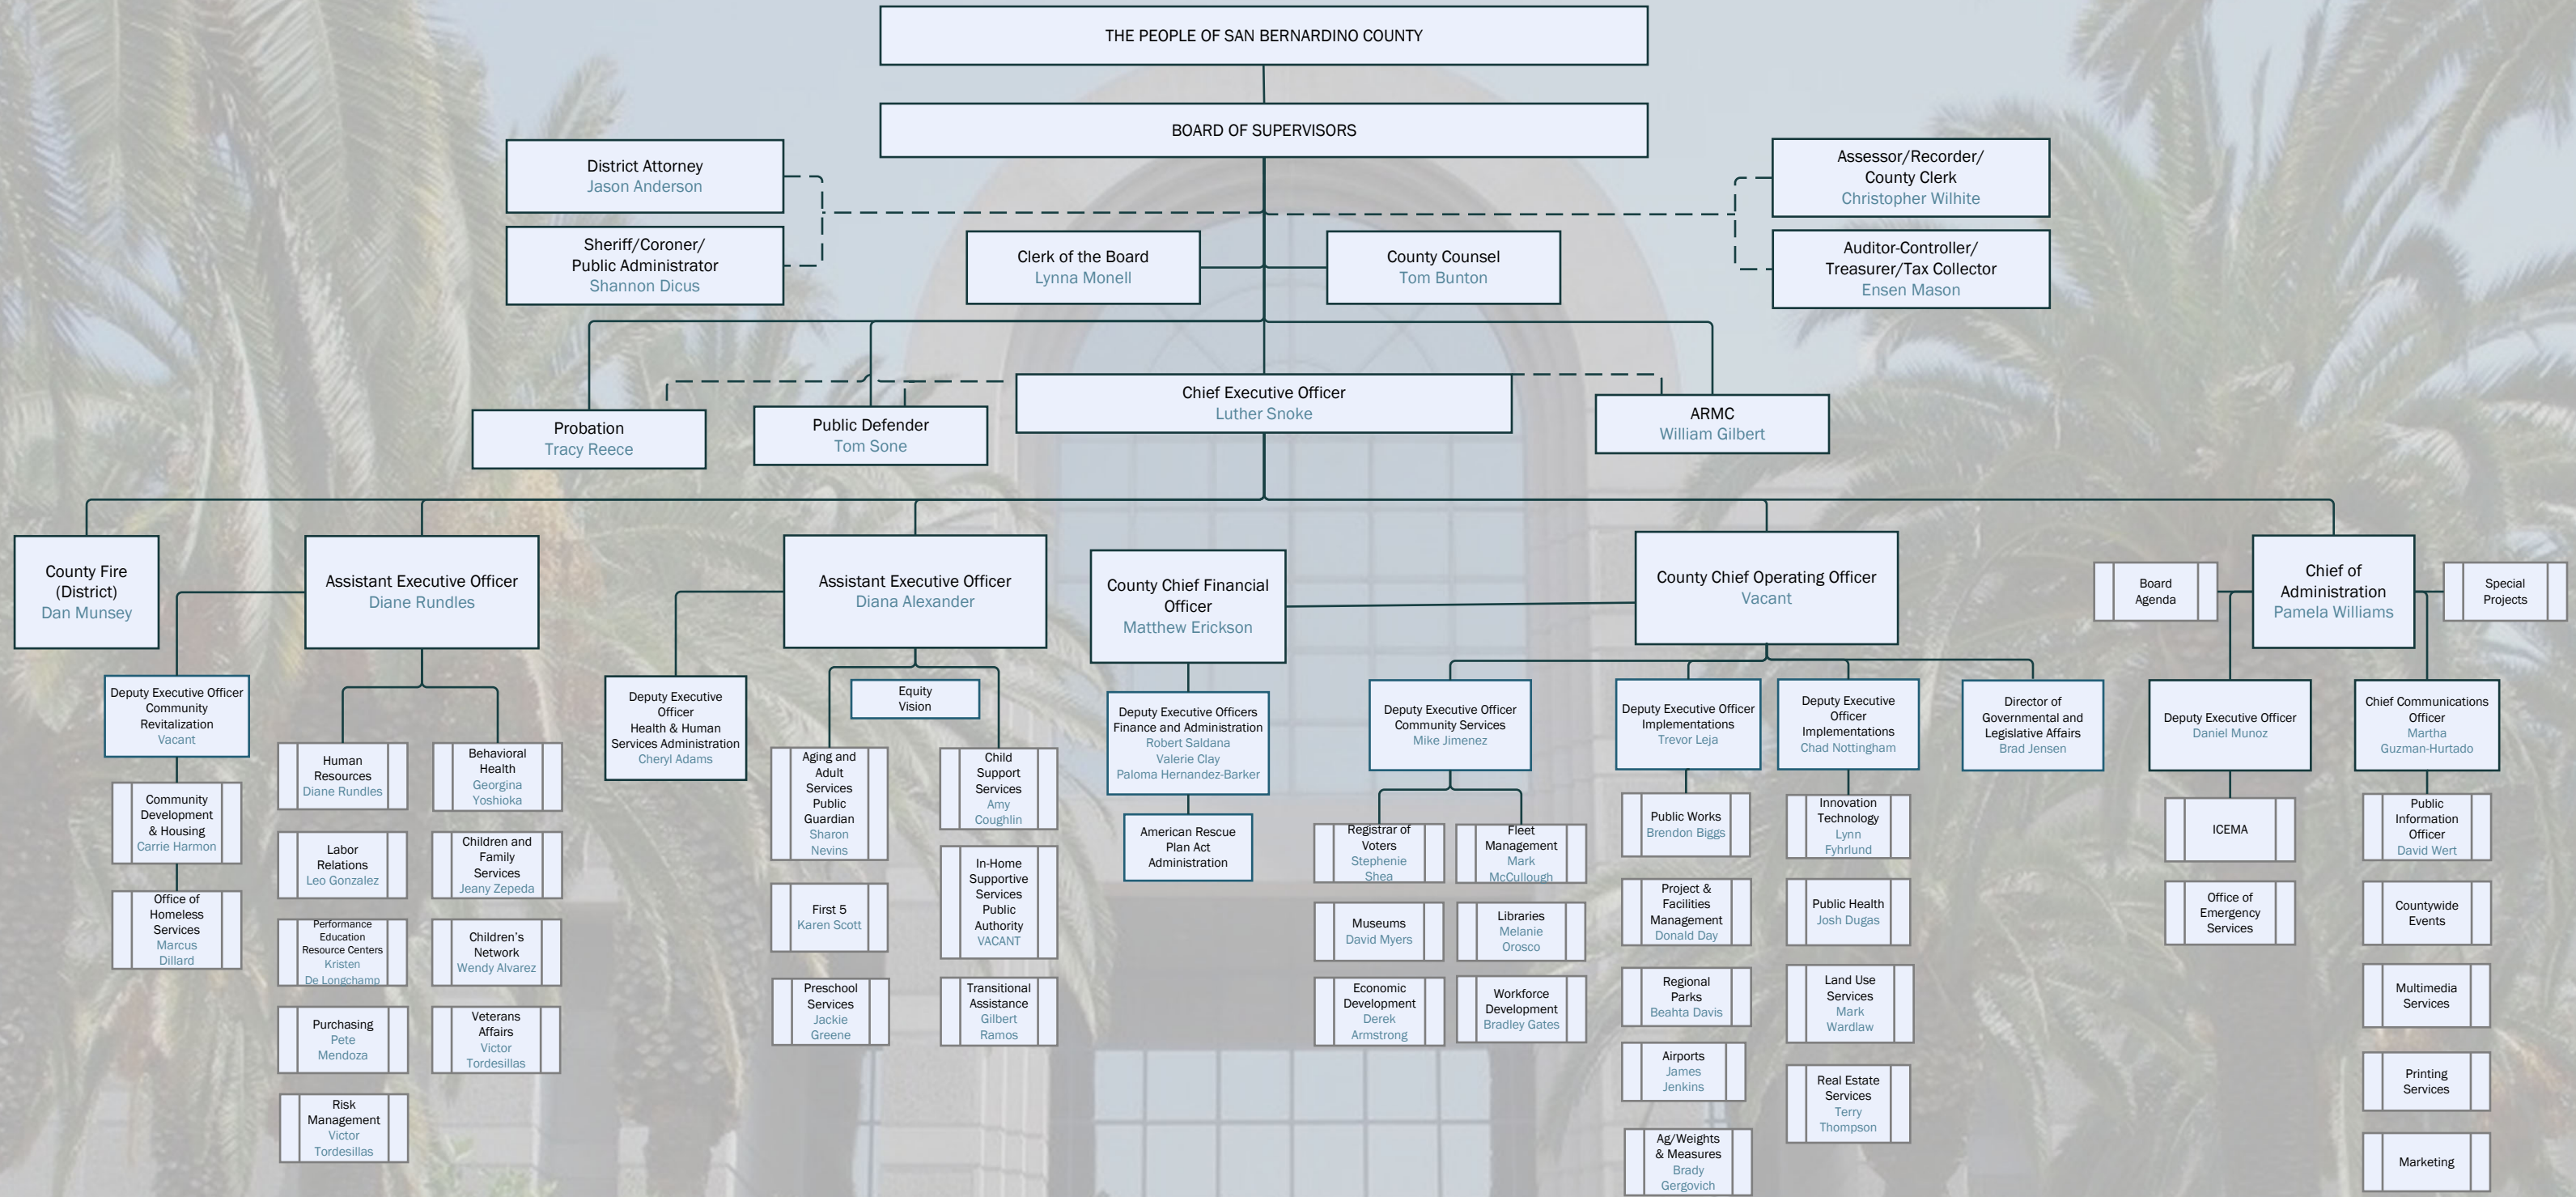 THE PEOPLE OF SAN BERNARDINO COUNTY
BOARD OF SUPERVISORS
District Attorney
Jason Anderson
Sheriff/Coroner/
Public Administrator
Shannon Dicus
Assessor/Recorder/
County Clerk
Christopher Wilhite
Auditor-Controller/
Treasurer/Tax Collector
Ensen Mason
Clerk of the Board
Lynna Monell
County Counsel
Tom Bunton
Probation
Tracy Reece
Public Defender
Tom Sone
Chief Executive Officer
Luther Snoke
ARMC
William Gilbert
County Fire
(District)
Dan Munsey
Assistant Executive Officer
Diane Rundles
Assistant Executive Officer
Diana Alexander
County Chief Financial
Officer
Matthew Erickson
County Chief Operating Officer
Vacant
Board
Agenda
Chief of
Administration
Pamela Williams
Special
Projects
Deputy Executive Officer
Community
Revitalization
Vacant
Community
Development
& Housing
Carrie Harmon
Office of
Homeless
Services
Marcus
Dillard
Human
Resources
Diane Rundles
Labor
Relations
Leo Gonzalez
Performance
Education
Resource Centers
Kristen
De Longchamp
Purchasing
Pete
Mendoza
Risk
Management
Victor
Tordesillas
Behavioral
Health
Georgina
Yoshioka
Children and
Family
Services
Jeany Zepeda
Children's
Network
Wendy Alvarez
Veterans
Affairs
Victor
Tordesillas
Deputy Executive
Officer
Health & Human
Services Administration
Cheryl Adams
Equity
Vision
Aging and
Adult
Services
Public
Guardian
Sharon
Nevins
First 5
Karen Scott
Preschool
Services
Jackie
Greene
Child
Support
Services
Amy
Coughlin
In-Home
Supportive
Services
Public
Authority
VACANT
Transitional
Assistance
Gilbert
Ramos
Deputy Executive Officers
Finance and Administration
Robert Saldana
Valerie Clay
Paloma Hernandez-Barker
American Rescue
Plan Act
Administration
Deputy Executive Officer
Community Services
Mike Jimenez
Registrar of
Voters
Stephenie
Shea
Museums
David Myers
Economic
Development
Derek
Armstrong
Fleet
Management
Mark
McCullough
Libraries
Melanie
Orosco
Workforce
Development
Bradley Gates
Deputy Executive Officer
Implementations
Trevor Leja
Public Works
Brendon Biggs
Project &
Facilities
Management
Donald Day
Regional
Parks
Beahta Davis
Airports
James
Jenkins
Ag/Weights
& Measures
Brady
Gergovich
Deputy Executive
Officer
Implementations
Chad Nottingham
Innovation
Technology
Lynn
Fyhrlund
Public Health
Josh Dugas
Land Use
Services
Mark
Wardlaw
Real Estate
Services
Terry
Thompson
Director of
Governmental and
Legislative Affairs
Brad Jensen
Deputy Executive Officer
Daniel Munoz
ICEMA
Office of
Emergency
Services
Chief Communications
Officer
Martha
Guzman-Hurtado
Public
Information
Officer
David Wert
Countywide
Events
Multimedia
Services
Printing
Services
Marketing